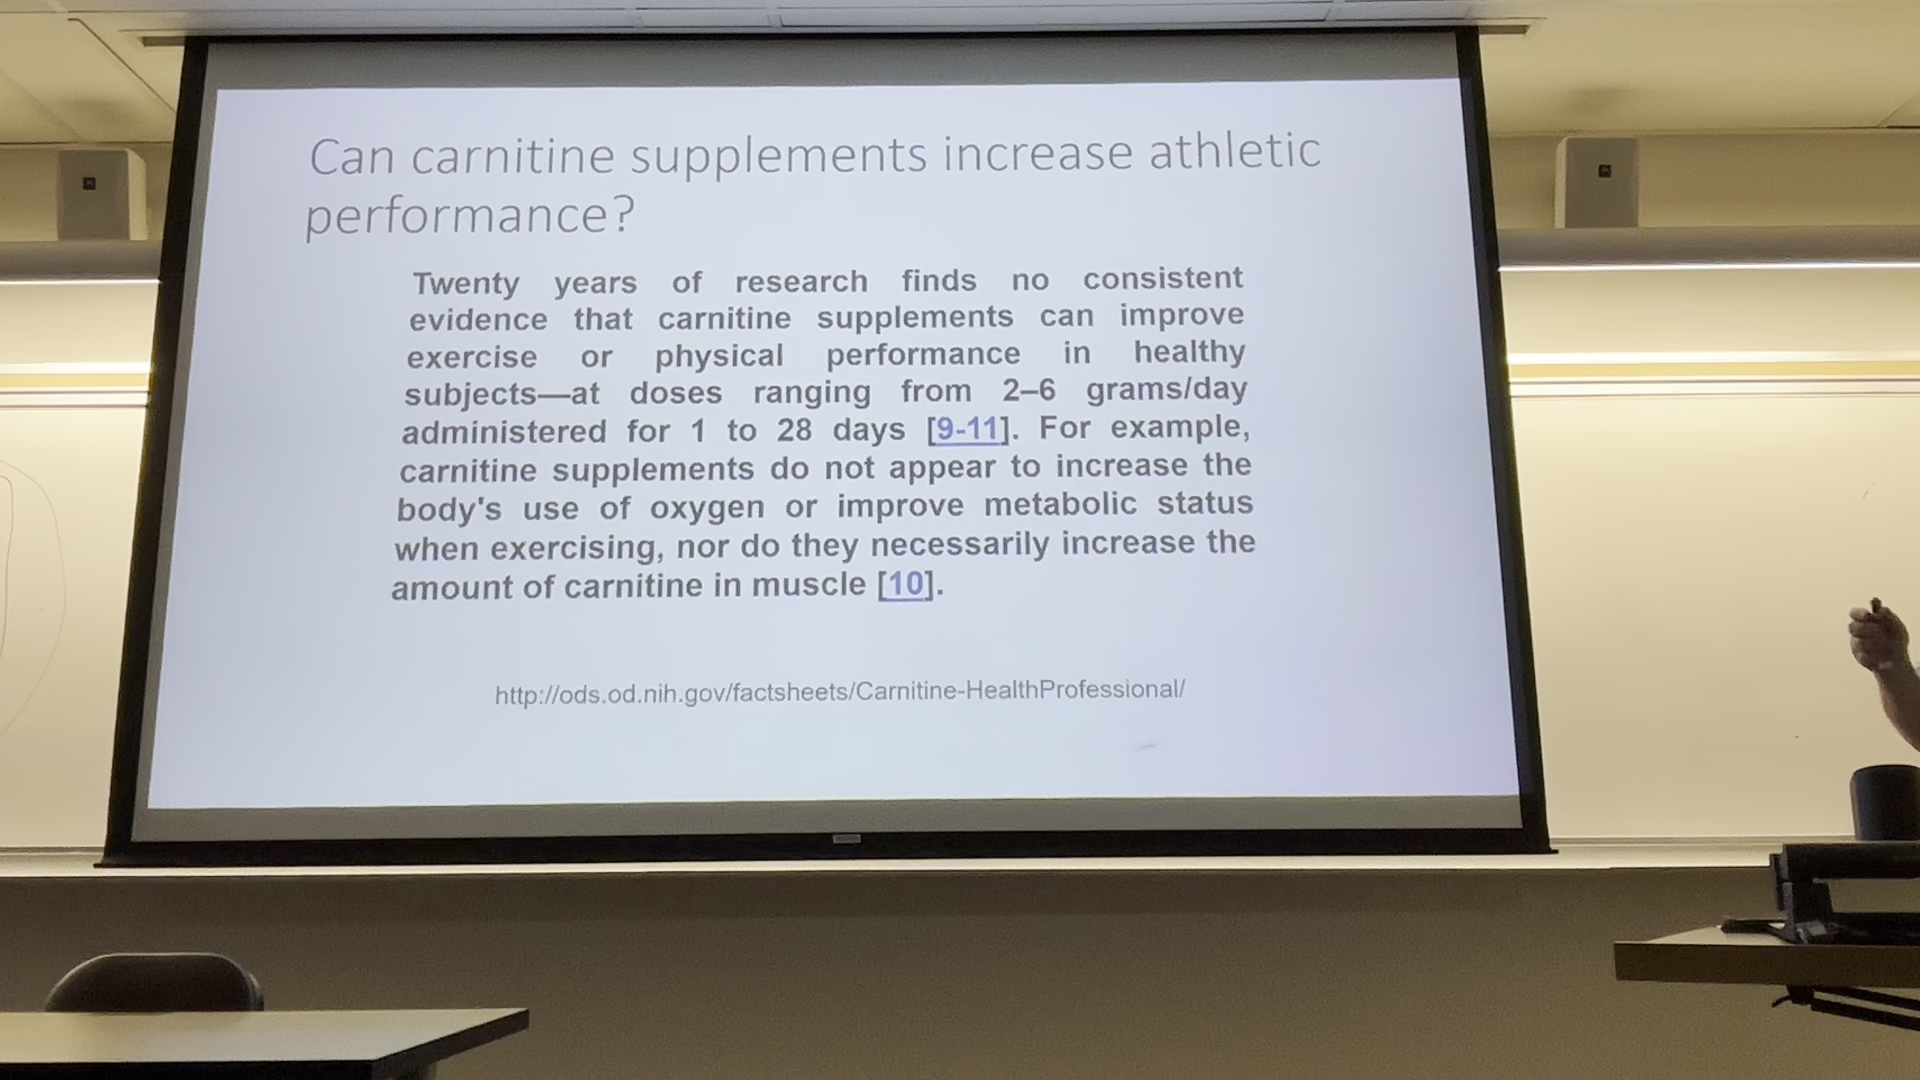 Can carnitine supplements increase athletic
performance?
Twenty years of research finds no consistent
evidence that carnitine supplements can improve
exercise or physical performance in healthy
subjects—at doses ranging from 2–6 grams/day
administered for 1 to 28 days [9-11]. For example,
carnitine supplements do not appear to increase the
body's use of oxygen or improve metabolic status
when exercising, nor do they necessarily increase the
amount of carnitine in muscle [10].
http://ods.od.nih.gov/factsheets/Carnitine-HealthProfessional/